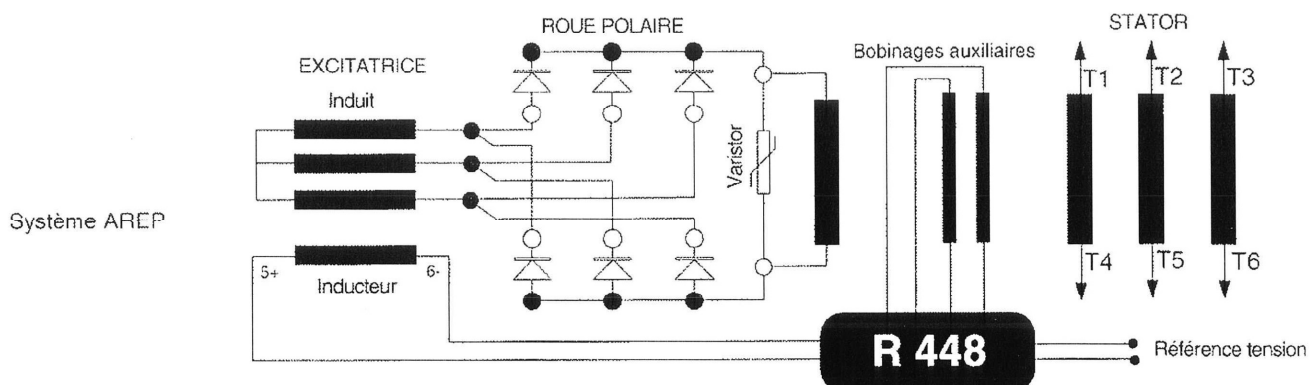 ROUE POLAIRE
STATOR
EXCITATRICE
Bobinages auxiliaires
Induit
T1
T2
T3
Varistor
Système AREP
5+
6-
Inducteur
T4
T5
T6
R 448
Référence tension